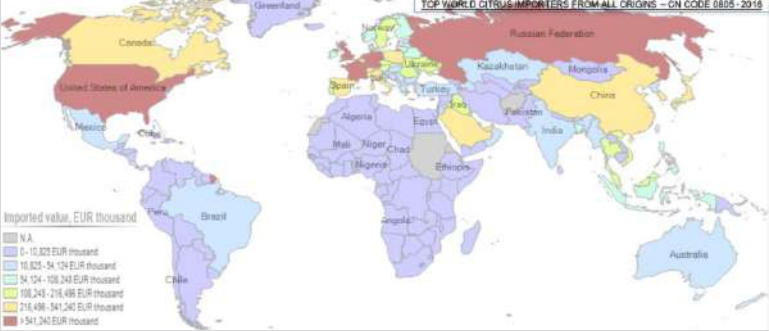 TOP WORLD CITRUS IMPORTERS FROM ALL ORIGINS – CN CODE 0805 - 2016
Greenland
Norway
Russian Federation
Canada
Ukraine
Kazakhstan
Mongolia
United States of America
Spain
Turkey
China
Mexico
Cuba
Algeria
Egypt
Iraq
Pakistan
India
Mali
Niger
Chad
Nigeria
Ethiopia
Peru
Brazil
Angola
Australia
Chile
Imported value, EUR thousand
N.A.
0 - 10,825 EUR thousand
10,825 - 54,124 EUR thousand
54,124 - 108,248 EUR thousand
108,248 - 216,496 EUR thousand
216,496 - 541,240 EUR thousand
> 541,240 EUR thousand